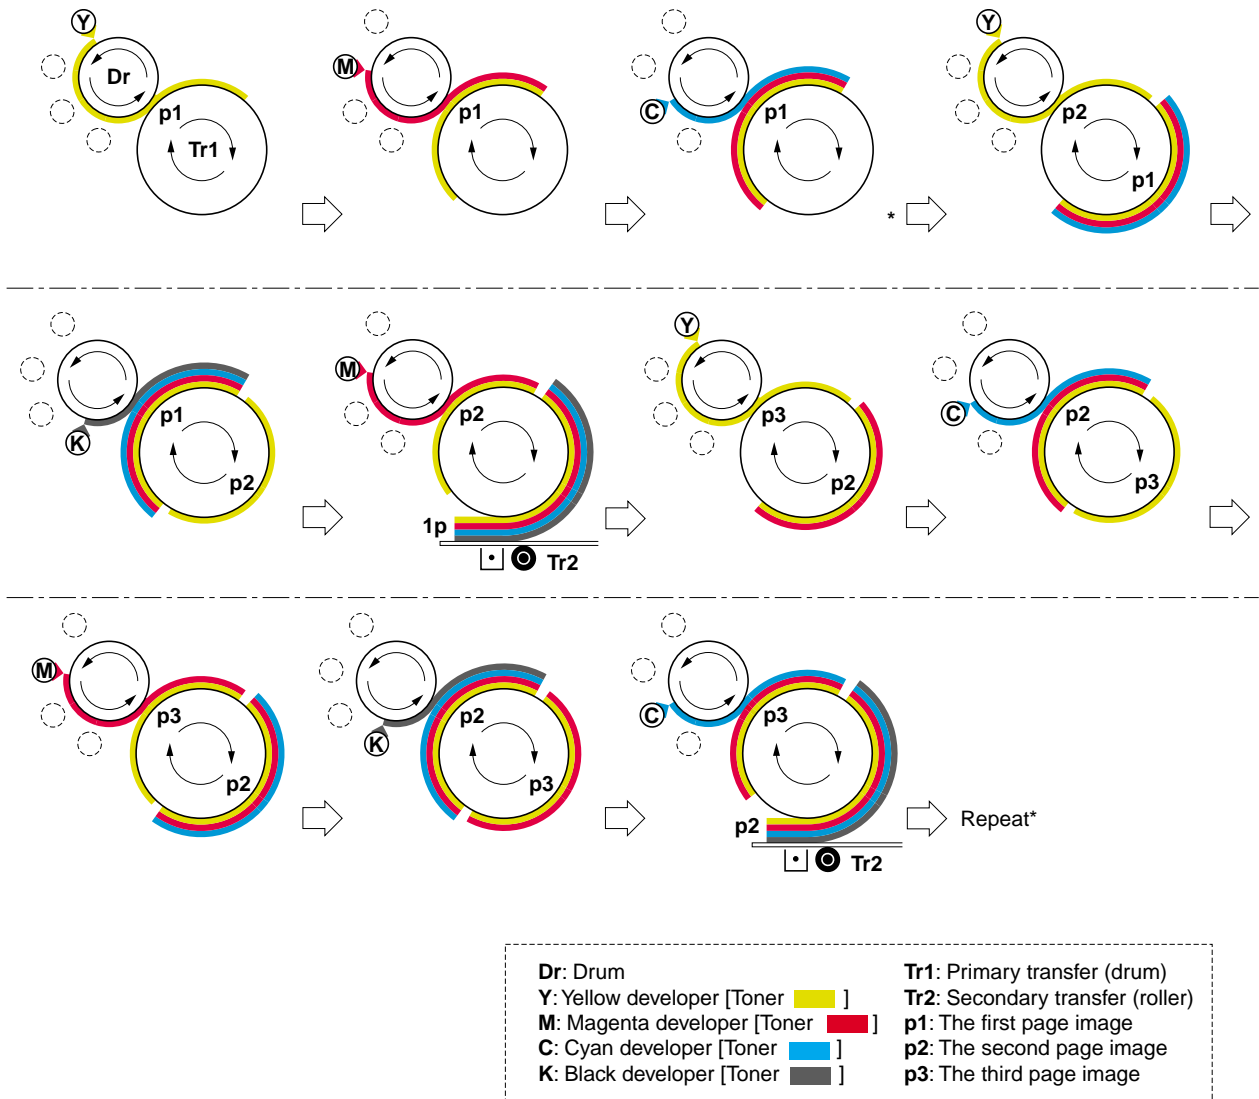 Y
Dr
p1
Tr1
M
p1
C
p1
*
Y
p2
p1
K
p1
p2
M
p2
1p
Tr2
Y
p3
p2
C
p2
p3
M
p3
p2
K
p2
p3
C
p3
p2
Tr2
Repeat*
Dr: Drum
Y: Yellow developer [Toner ]
M: Magenta developer [Toner ]
C: Cyan developer [Toner ]
K: Black developer [Toner ]
Tr1: Primary transfer (drum)
Tr2: Secondary transfer (roller)
p1: The first page image
p2: The second page image
p3: The third page image